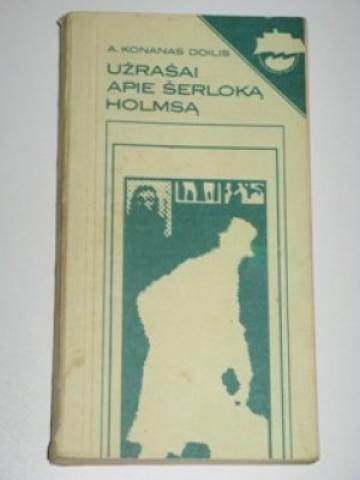 A. KONANAS DOILIS
UŽRAŠAI
APIE ŠERLOKĄ
HOLMSĄ